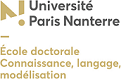 Université
Paris Nanterre
École doctorale
Connaissance, langage,
modélisation